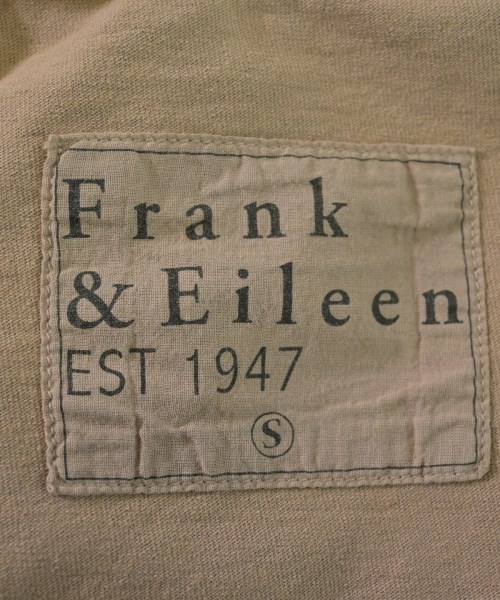 Frank
& Eileen
EST 1947
S